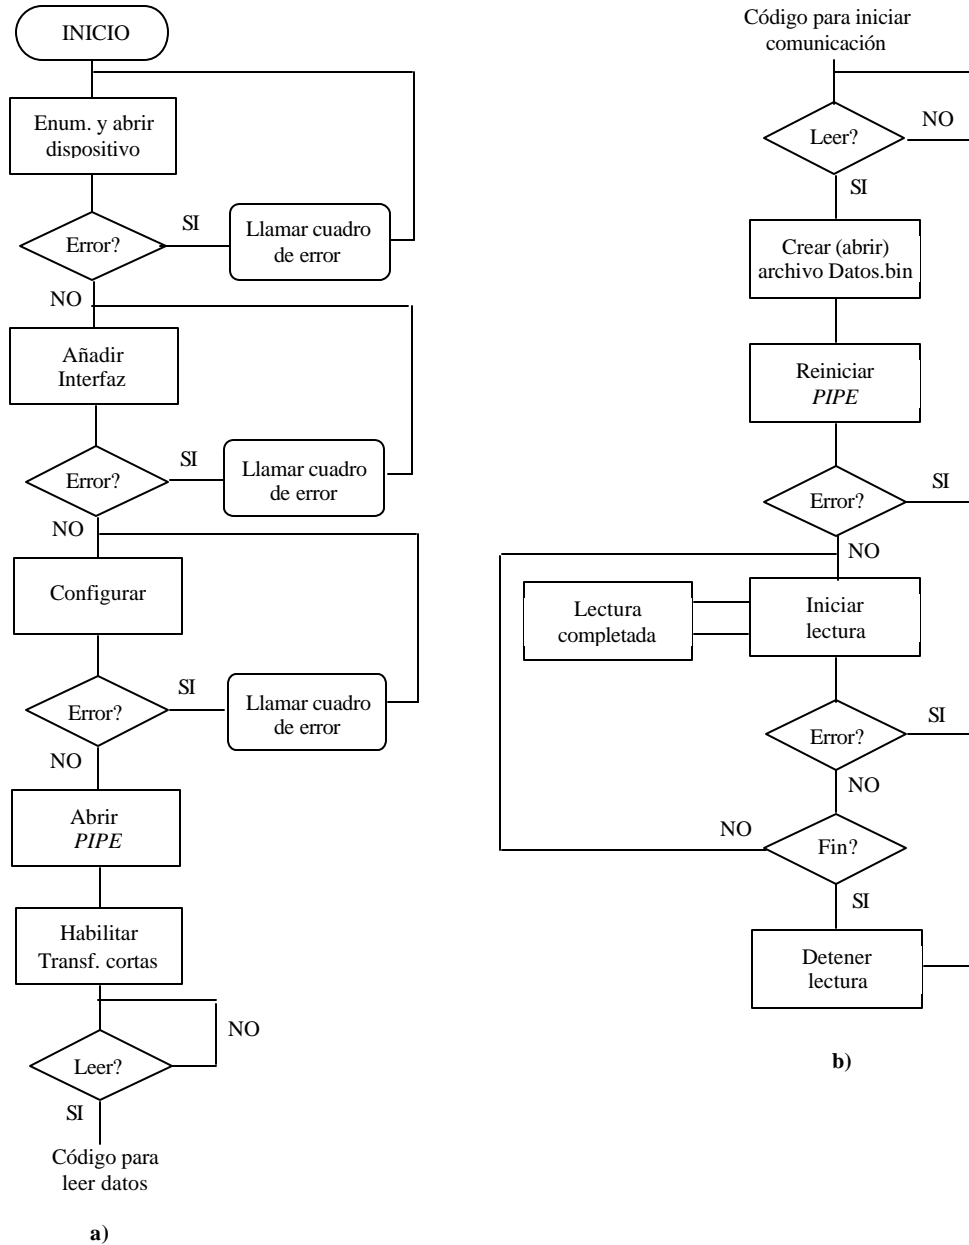 INICIO
Enum. y abrir
dispositivo
Error?
SI
Llamar cuadro
de error
NO
Añadir
Interfaz
Error?
SI
Llamar cuadro
de error
NO
Configurar
Error?
SI
Llamar cuadro
de error
NO
Abrir
PIPE
Habilitar
Transf. cortas
NO
Leer?
SI
Código para
leer datos
a)
Código para iniciar
comunicación
Leer?
NO
SI
Crear (abrir)
archivo Datos.bin
Reiniciar
PIPE
Error?
SI
NO
Lectura
completada
Iniciar
lectura
Error?
SI
NO
NO
Fin?
SI
Detener
lectura
b)